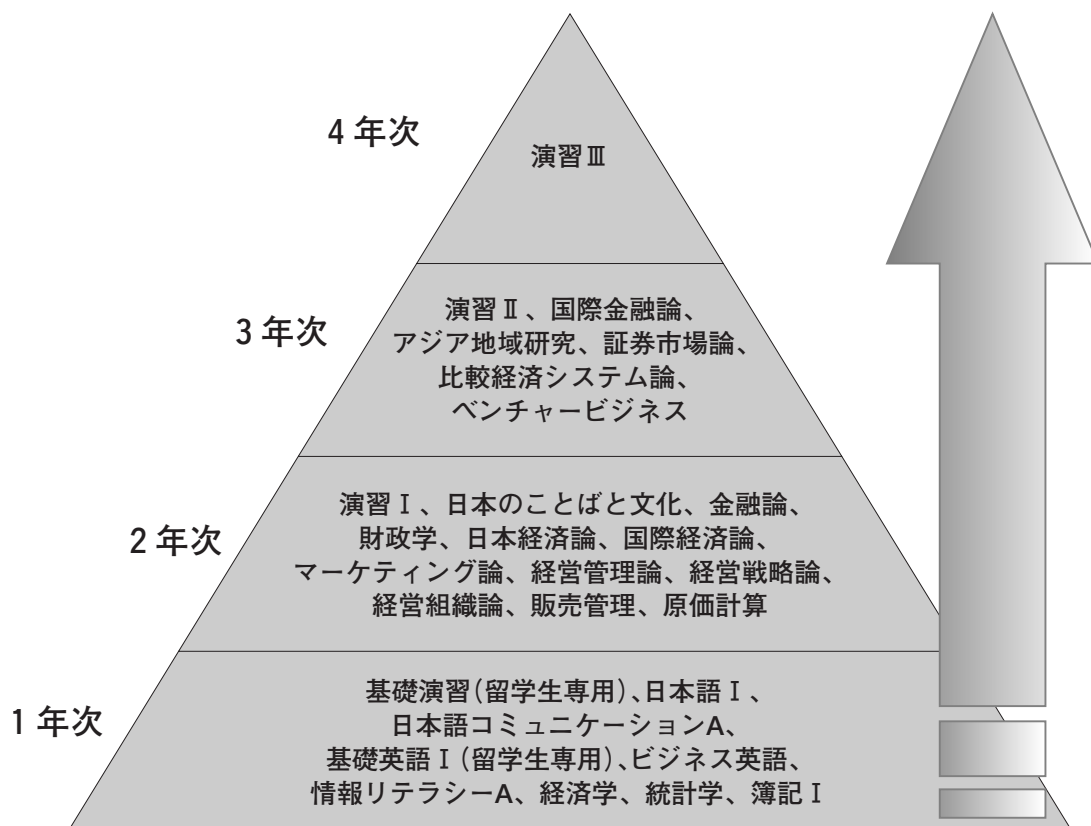 4年次
演習Ⅲ
3年次
演習Ⅱ、国際金融論、
アジア地域研究、証券市場論、
比較経済システム論、
ベンチャービジネス
2年次
演習Ⅰ、日本のことばと文化、金融論、
財政学、日本経済論、国際経済論、
マーケティング論、経営管理論、経営戦略論、
経営組織論、販売管理、原価計算
1年次
基礎演習(留学生専用)、日本語Ⅰ、
日本語コミュニケーションA、
基礎英語Ⅰ(留学生専用)、ビジネス英語、
情報リテラシーA、経済学、統計学、簿記Ⅰ